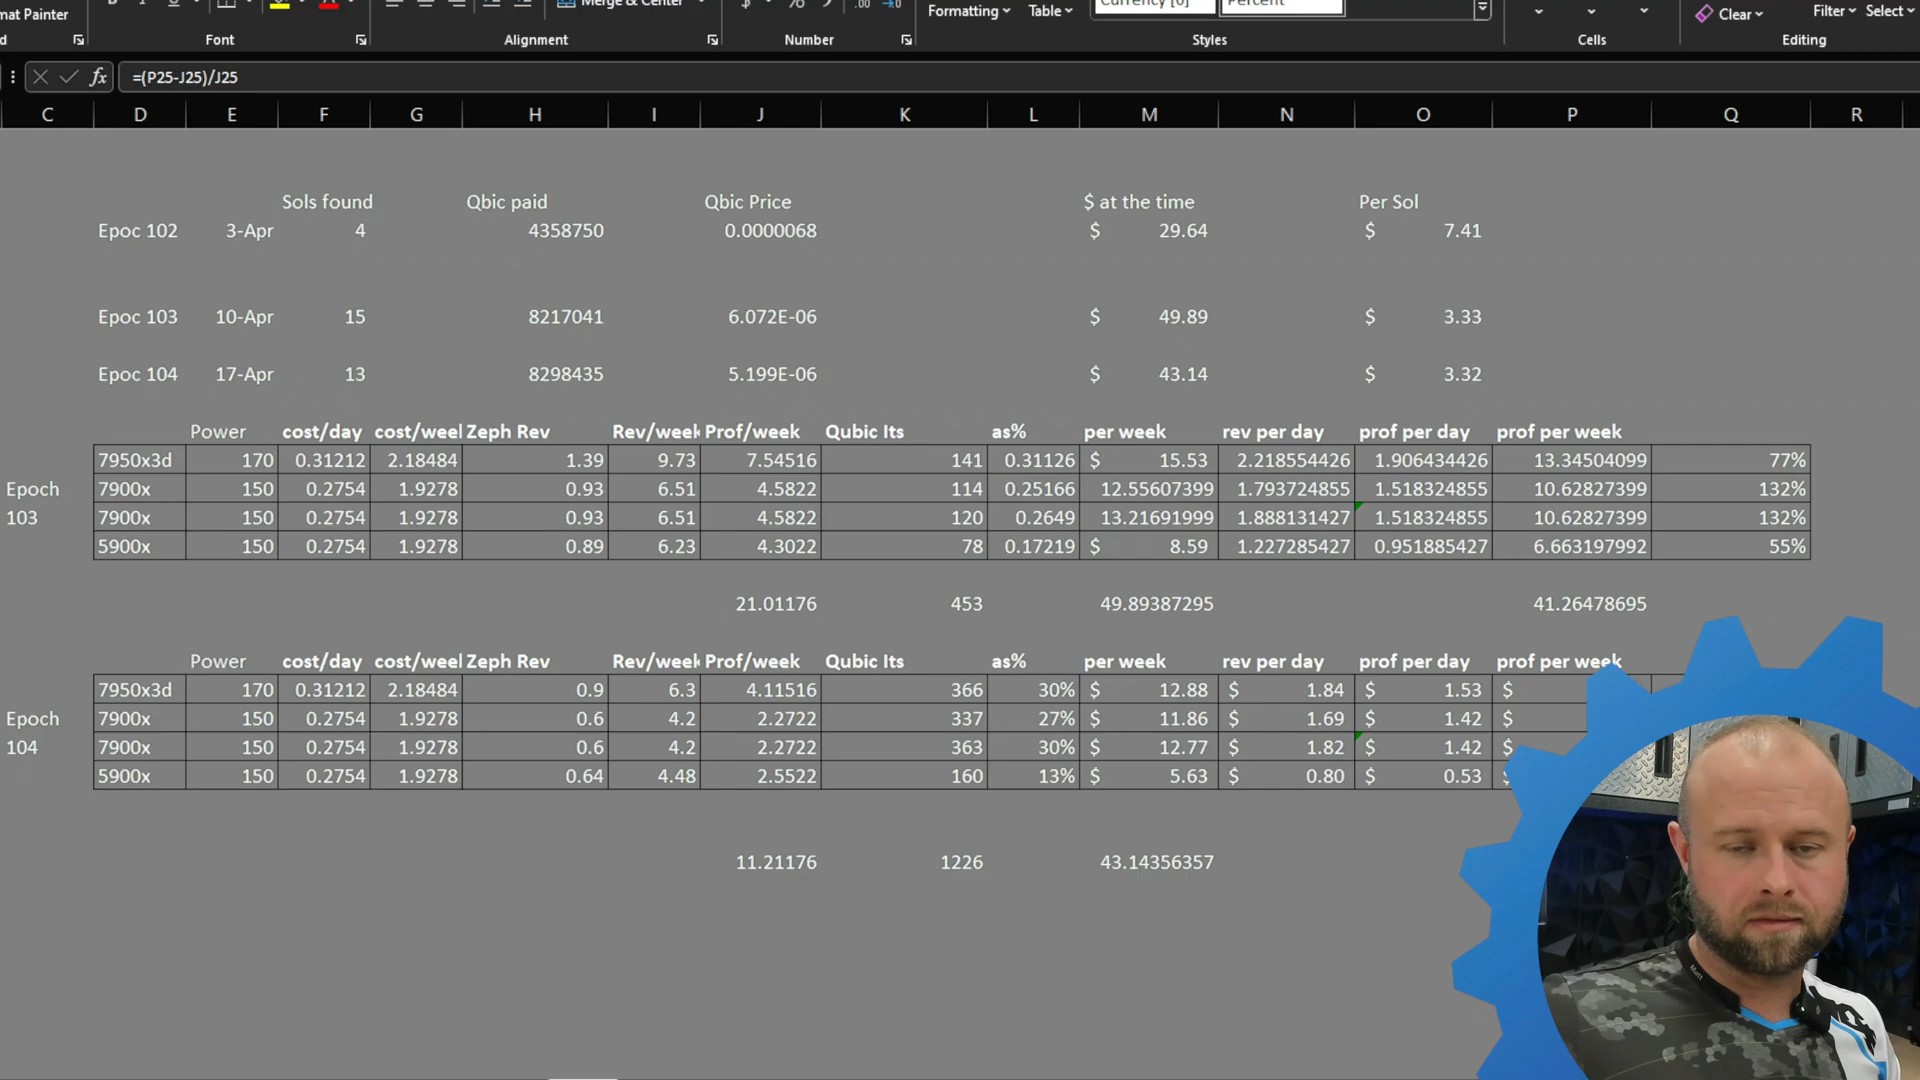 mat Painter
Merge & Center
Formatting Table
Currency [0] Percent
Clear
Filter Select
Font Alignment Number Styles Cells Editing
fx =(P25-J25)/J25
C D E F G H I J K L M N O P Q R
Sols found Qbic paid Qbic Price $ at the time Per Sol
Epoc 102 3-Apr 4 4358750 0.0000068 $ 29.64 $ 7.41
Epoc 103 10-Apr 15 8217041 6.072E-06 $ 49.89 $ 3.33
Epoc 104 17-Apr 13 8298435 5.199E-06 $ 43.14 $ 3.32
Power cost/day cost/weel Zeph Rev Rev/week Prof/week Qubic Its as% per week rev per day prof per day prof per week
7950x3d 170 0.31212 2.18484 1.39 9.73 7.54516 141 0.31126 $ 15.53 2.218554426 1.906434426 13.34504099 77%
Epoch 7900x 150 0.2754 1.9278 0.93 6.51 4.5822 114 0.25166 12.55607399 1.793724855 1.518324855 10.62827399 132%
103 7900x 150 0.2754 1.9278 0.93 6.51 4.5822 120 0.2649 13.21691999 1.888131427 1.518324855 10.62827399 132%
5900x 150 0.2754 1.9278 0.89 6.23 4.3022 78 0.17219 $ 8.59 1.227285427 0.951885427 6.663197992 55%
21.01176 453 49.89387295 41.26478695
Power cost/day cost/weel Zeph Rev Rev/week Prof/week Qubic Its as% per week rev per day prof per day prof per week
7950x3d 170 0.31212 2.18484 0.9 6.3 4.11516 366 30% $ 12.88 $ 1.84 $ 1.53 $
Epoch 7900x 150 0.2754 1.9278 0.6 4.2 2.2722 337 27% $ 11.86 $ 1.69 $ 1.42 $
104 7900x 150 0.2754 1.9278 0.6 4.2 2.2722 363 30% $ 12.77 $ 1.82 $ 1.42 $
5900x 150 0.2754 1.9278 0.64 4.48 2.5522 160 13% $ 5.63 $ 0.80 $ 0.53 $
11.21176 1226 43.14356357
Matt